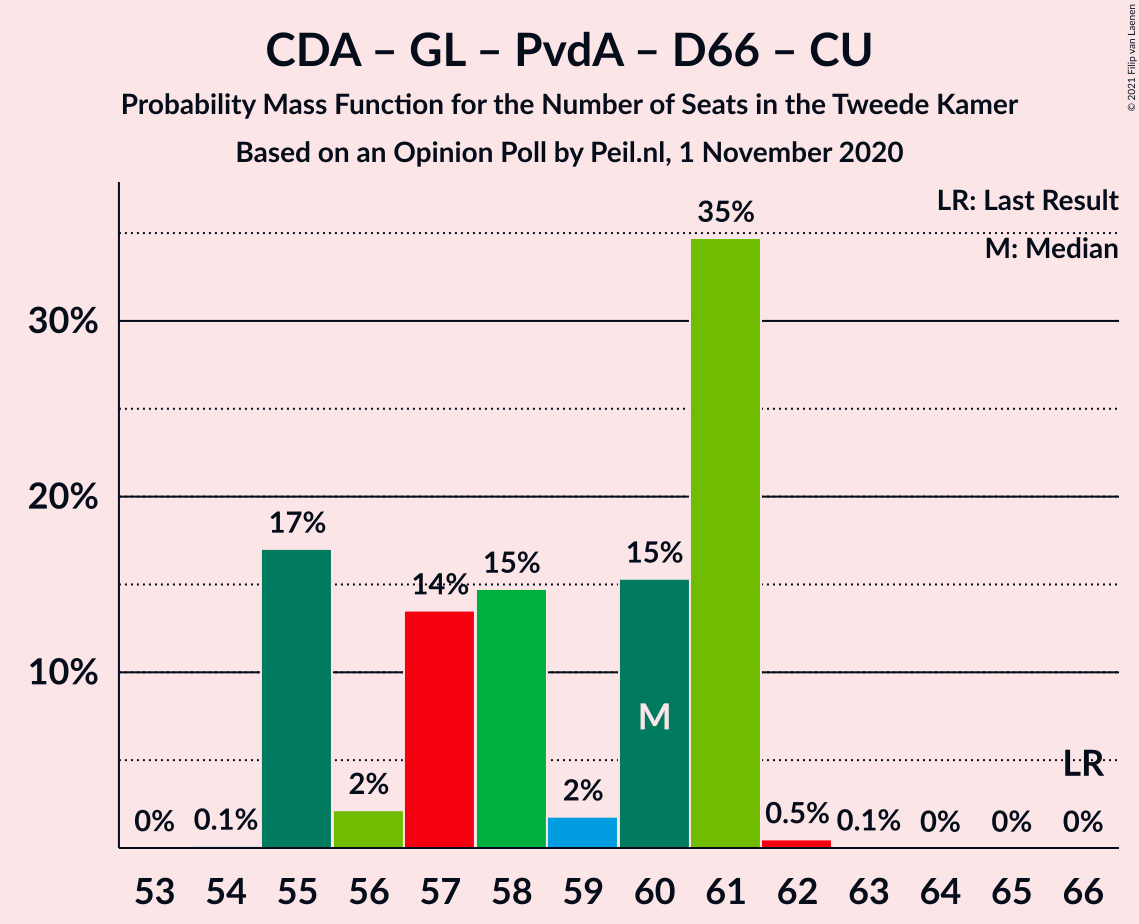 CDA – GL – PvdA – D66 – CU
Probability Mass Function for the Number of Seats in the Tweede Kamer
Based on an Opinion Poll by Peil.nl, 1 November 2020
© 2021 Filip van Laenen
LR: Last Result
M: Median
35%
30%
20%
17%
15%
15%
14%
10%
M
LR
2%
2%
0%
0.1%
0.5%
0.1%
0%
0%
0%
53 54 55 56 57 58 59 60 61 62 63 64 65 66